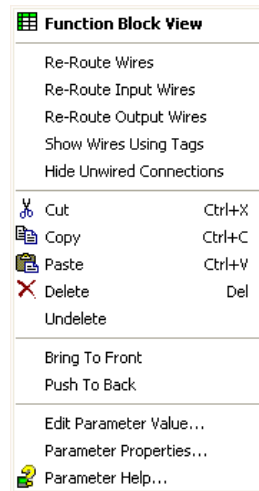 Function Block View
Re-Route Wires
Re-Route Input Wires
Re-Route Output Wires
Show Wires Using Tags
Hide Unwired Connections
Cut Ctrl+X
Copy Ctrl+C
Paste Ctrl+V
Delete Del
Undelete
Bring To Front
Push To Back
Edit Parameter Value...
Parameter Properties...
Parameter Help...